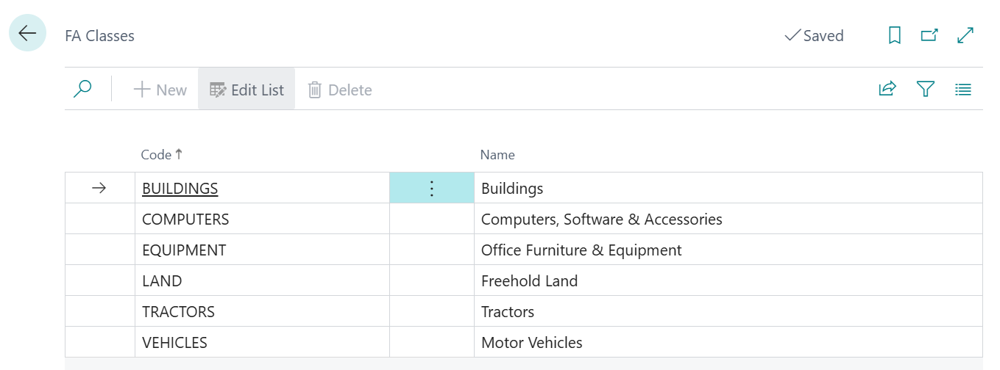 FA Classes
Saved
New
Edit List
Delete
Code
Name
BUILDINGS Buildings
COMPUTERS Computers, Software & Accessories
EQUIPMENT Office Furniture & Equipment
LAND Freehold Land
TRACTORS Tractors
VEHICLES Motor Vehicles